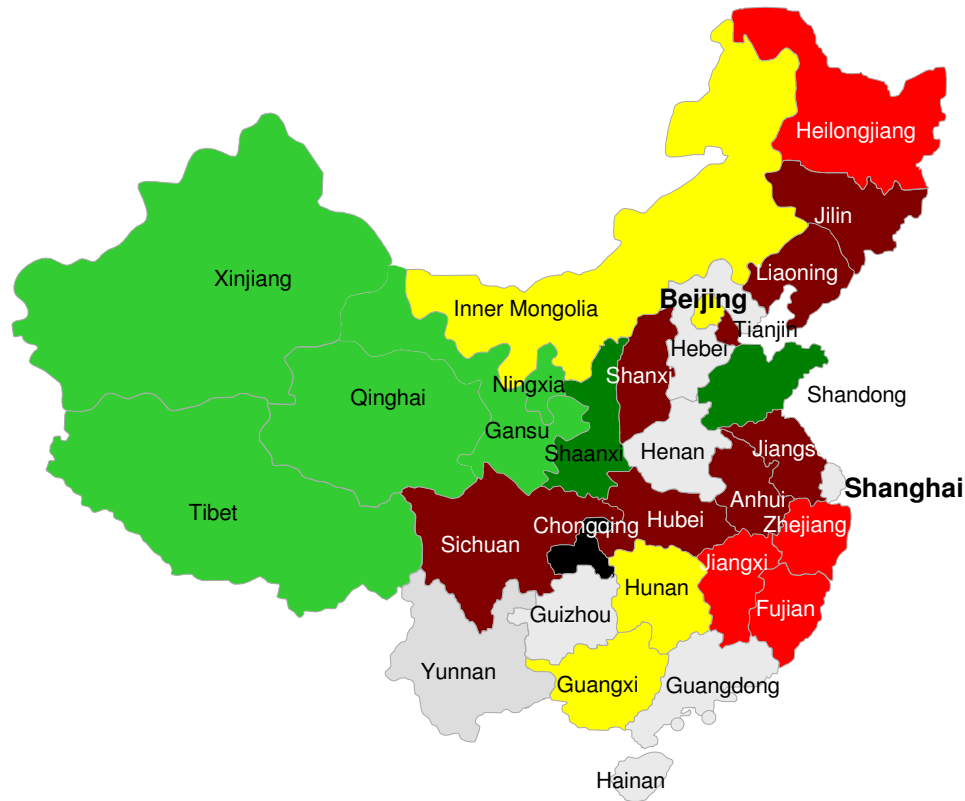 Heilongjiang
Jilin
Liaoning
Xinjiang
Inner Mongolia
Beijing
Tianjin
Hebei
Ningxia
Shanxi
Qinghai
Shandong
Gansu
Shaanxi
Henan
Jiangs
Shanghai
Anhui
Tibet
Chongqing
Hubei
Zhejiang
Sichuan
Jiangxi
Hunan
Fujian
Guizhou
Yunnan
Guangxi
Guangdong
Hainan